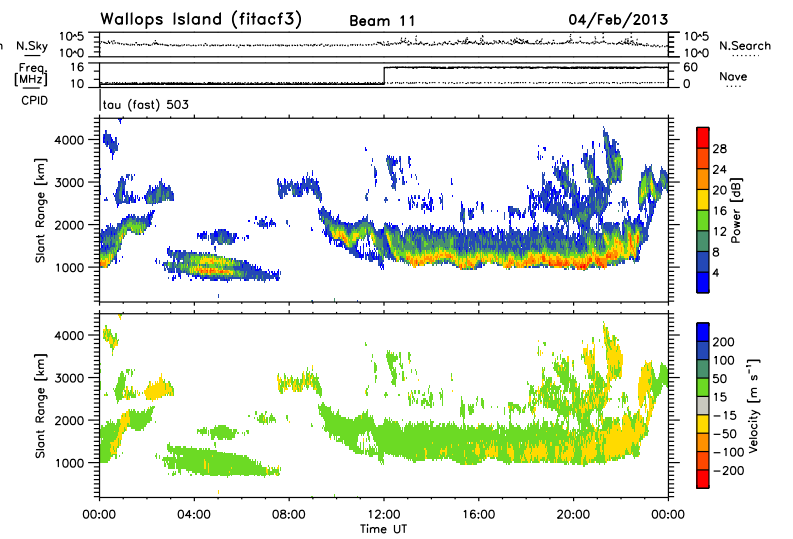 Wallops Island (fitacf3) Beam 11 04/Feb/2013
n N.Sky 10^5 10^0 10^5 10^0 N.Search
Freq. [MHz] 16 10 60 0 Nave
CPID tau (fast) 503
Slant Range [km] 4000 3000 2000 1000
Power [dB] 28 24 20 16 12 8 4
Slant Range [km] 4000 3000 2000 1000
Velocity [m s⁻¹] 200 100 50 15 -15 -50 -100 -200
00:00 04:00 08:00 12:00 16:00 20:00 00:00
Time UT